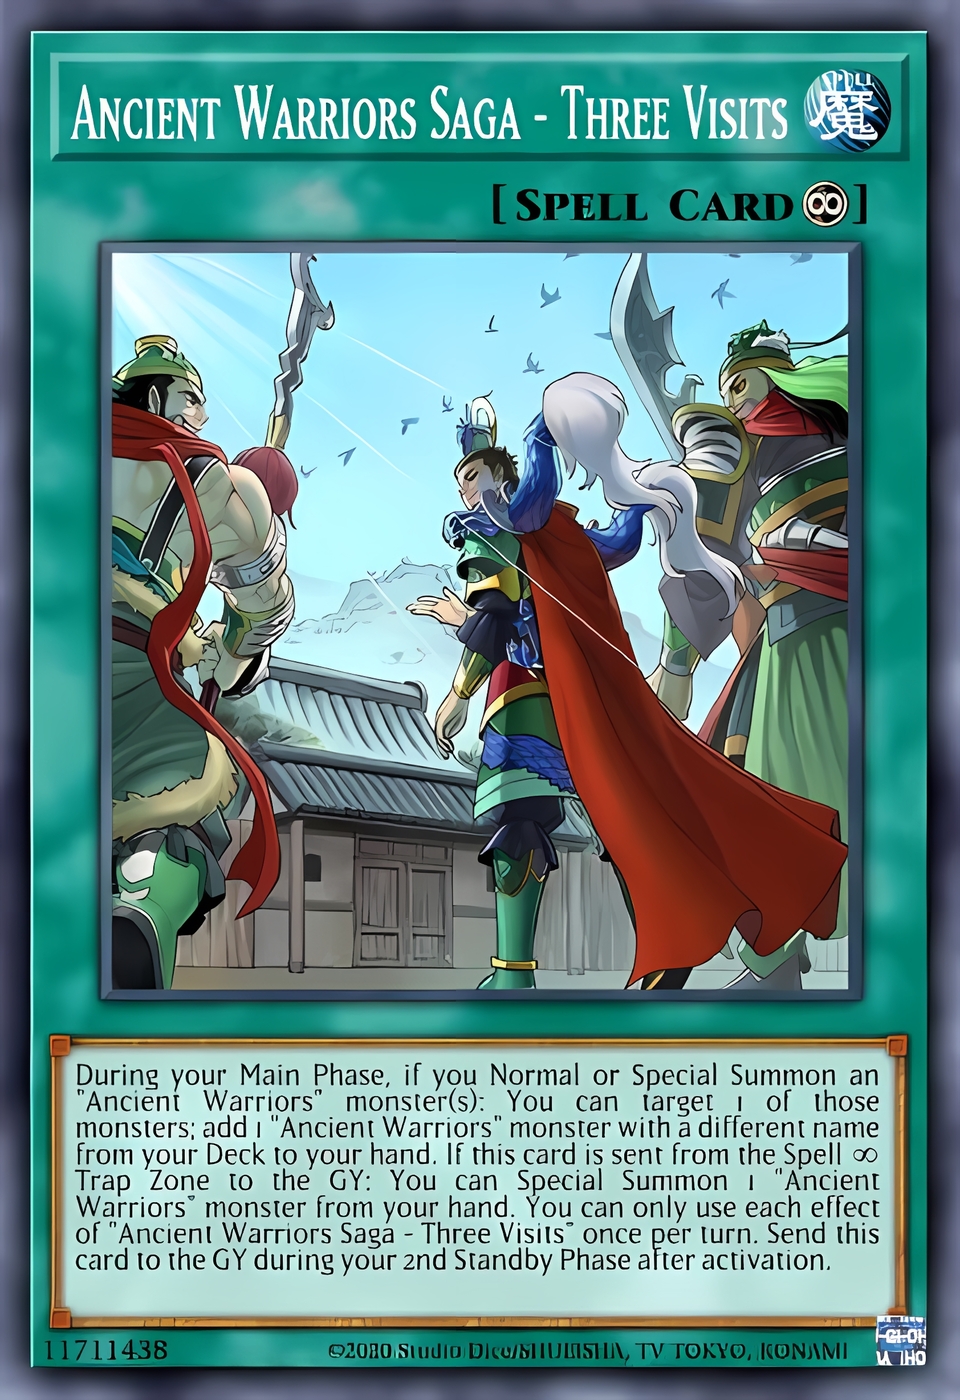 Ancient Warriors Saga - Three Visits 魔
[Spell Card ∞]
During your Main Phase, if you Normal or Special Summon an
"Ancient Warriors" monster(s): You can target 1 of those
monsters; add 1 "Ancient Warriors" monster with a different name
from your Deck to your hand. If this card is sent from the Spell ∞
Trap Zone to the GY: You can Special Summon 1 "Ancient
Warriors" monster from your hand. You can only use each effect
of "Ancient Warriors Saga - Three Visits" once per turn. Send this
card to the GY during your 2nd Standby Phase after activation.
11711438
©2020 Studio Dice/SHUEISHA, TV TOKYO, KONAMI